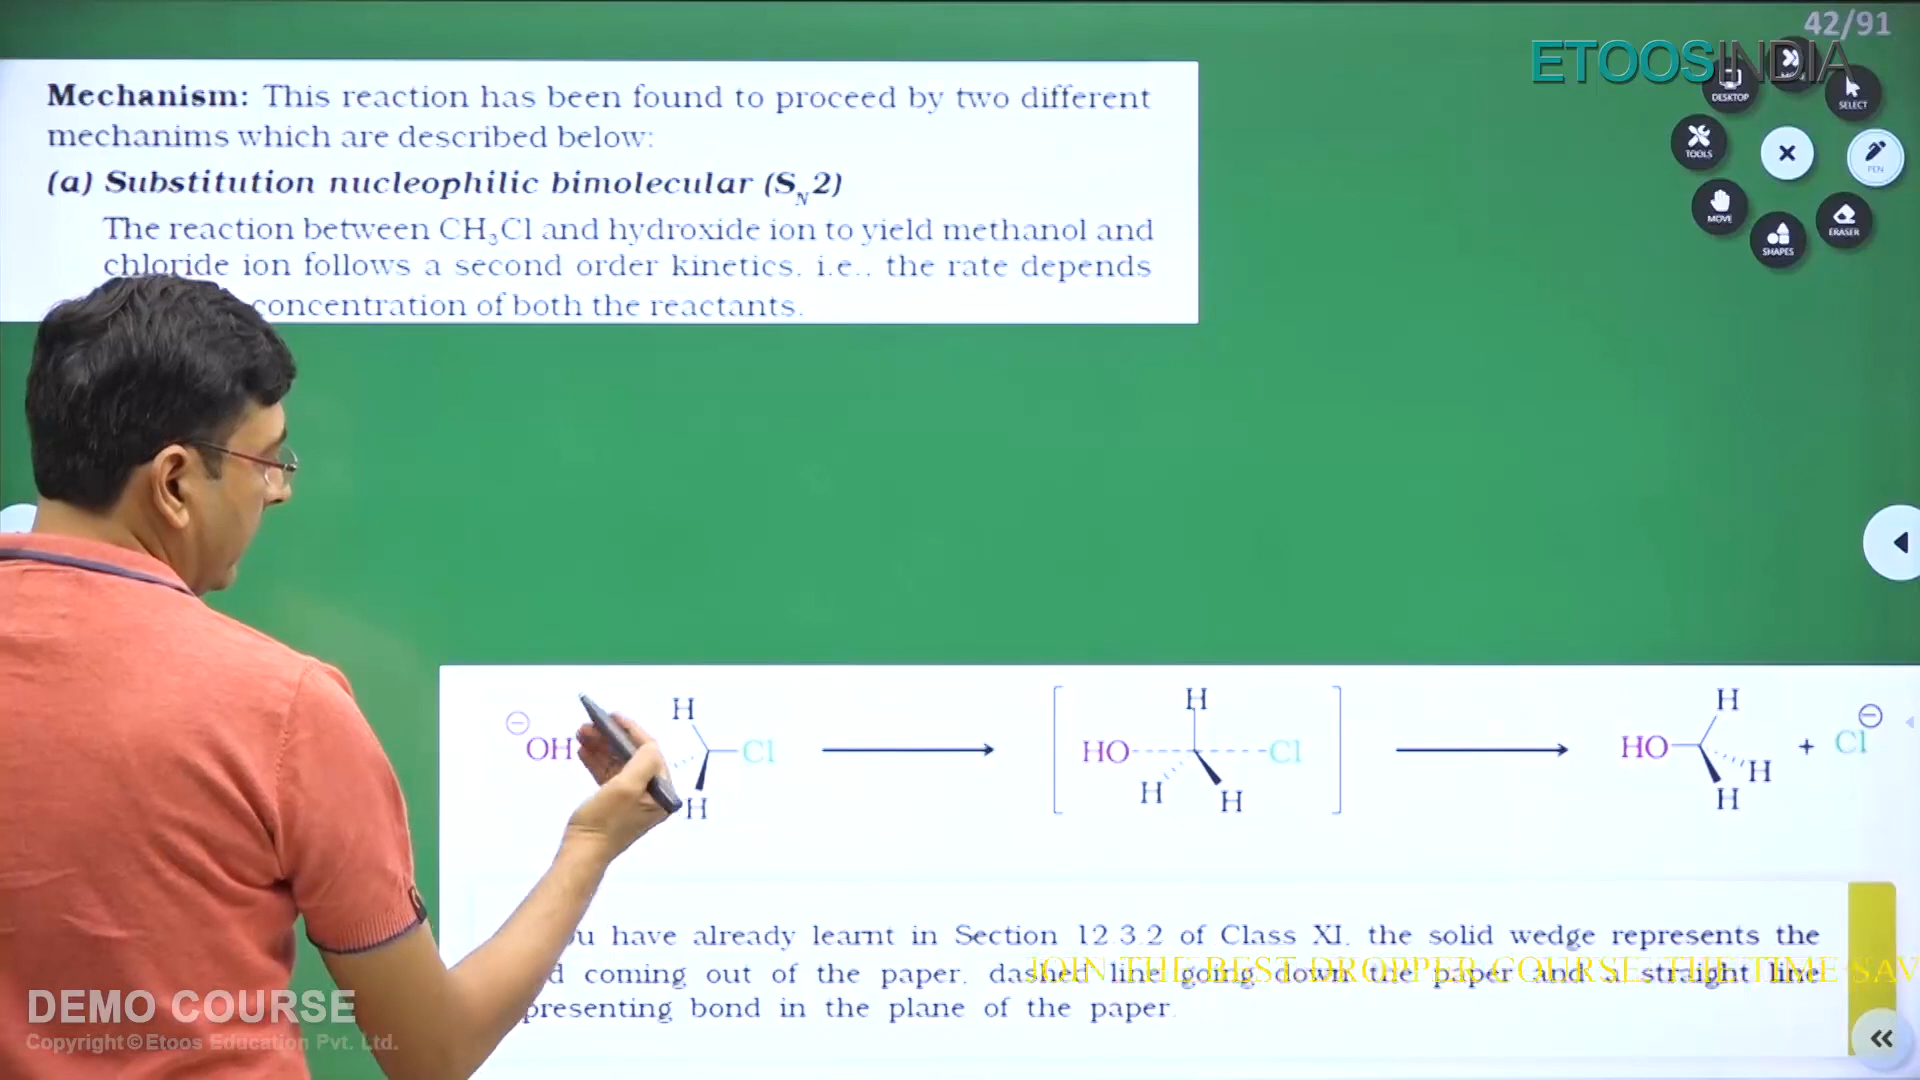 42/91
ETOOSINDIA
Mechanism: This reaction has been found to proceed by two different
mechanims which are described below:
(a) Substitution nucleophilic bimolecular (SN2)
The reaction between CH3Cl and hydroxide ion to yield methanol and
chloride ion follows a second order kinetics, i.e., the rate depends
concentration of both the reactants.
DESKTOP
SELECT
TOOLS
PEN
MOVE
ERASER
SHAPES
H H H
⊖ ⊖
OH Cl HO Cl HO H + Cl
H H H H
have already learnt in Section 12.3.2 of Class XI, the solid wedge represents the
coming out of the paper, dashed line going down the paper and a straight line
presenting bond in the plane of the paper.
JOIN THE BEST DROPPER COURSE THE TIME SAV
DEMO COURSE
Copyright © Etoos Education Pvt. Ltd.